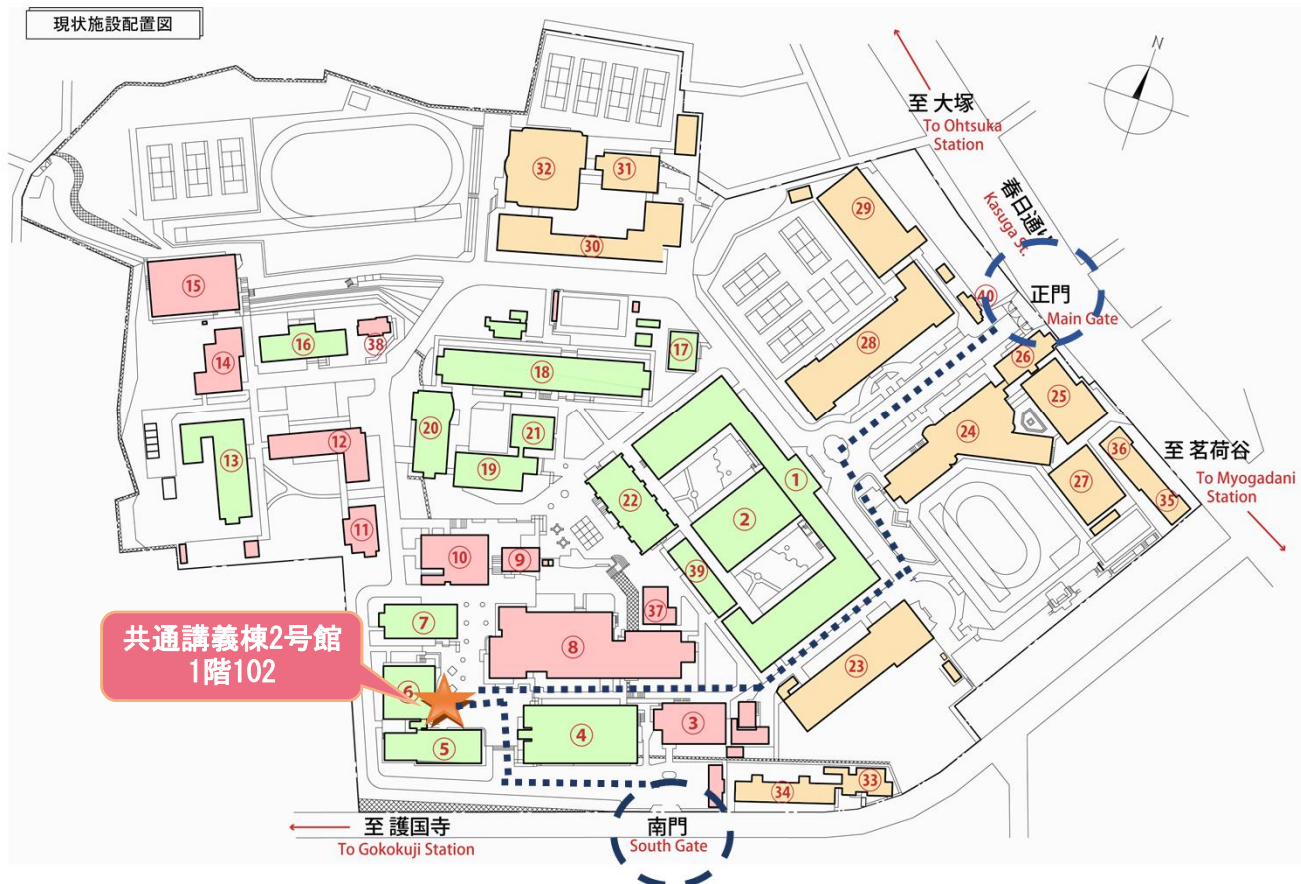 現状施設配置図
N
至 大塚
To Ohtsuka
Station
春日通り
Kasuga St.
正門
Main Gate
至 茗荷谷
To Myogadani
Station
㉜
㉛
㉚
㉙
㊵
⑮
⑭
⑯
㊳
⑰
㉘
㉖
㉕
⑱
⑳
㉑
⑲
㉔
㊱
㉟
㉗
⑬
⑫
①
②
㉒
⑪
⑩
⑨
㊴
㊲
⑦
⑧
㉓
共通講義棟2号館
1階102
⑥
③
④
⑤
㉞
㉝
至 護国寺
To Gokokuji Station
南門
South Gate